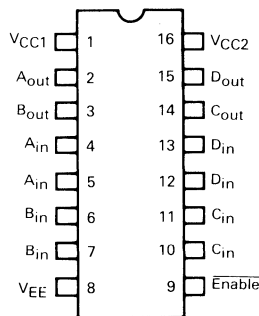 VCC1 1 16 VCC2
Aout 2 15 Dout
Bout 3 14 Cout
Ain 4 13 Din
Ain 5 12 Din
Bin 6 11 Cin
Bin 7 10 Cin
VEE 8 9 Enable